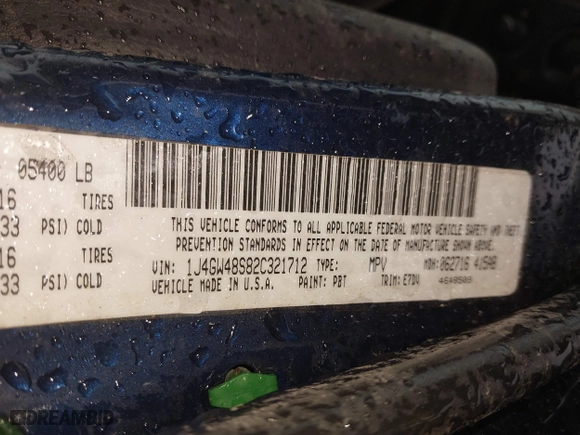 05400 LB
16 TIRES
33 PSI) COLD
16 TIRES
33 PSI) COLD
THIS VEHICLE CONFORMS TO ALL APPLICABLE FEDERAL MOTOR VEHICLE SAFETY AND THEFT
PREVENTION STANDARDS IN EFFECT ON THE DATE OF MANUFACTURE SHOWN ABOVE.
VIN: 1J4GW48S82C321712 TYPE: MPV MDH: 062716
VEHICLE MADE IN U.S.A. PAINT: PBT TRIM: E7DV
DREAMBID